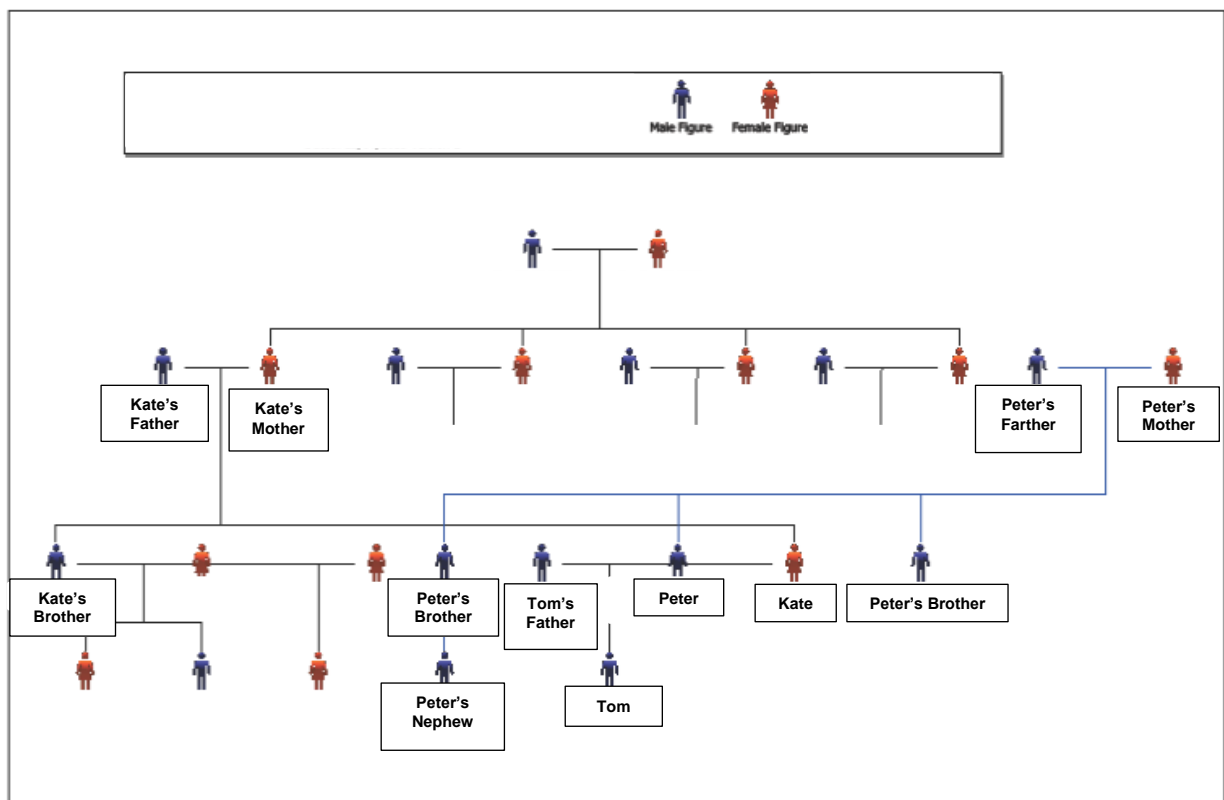 Male Figure
Female Figure
Kate's
Father
Kate's
Mother
Peter's
Farther
Peter's
Mother
Kate's
Brother
Peter's
Brother
Tom's
Father
Peter
Kate
Peter's Brother
Peter's
Nephew
Tom